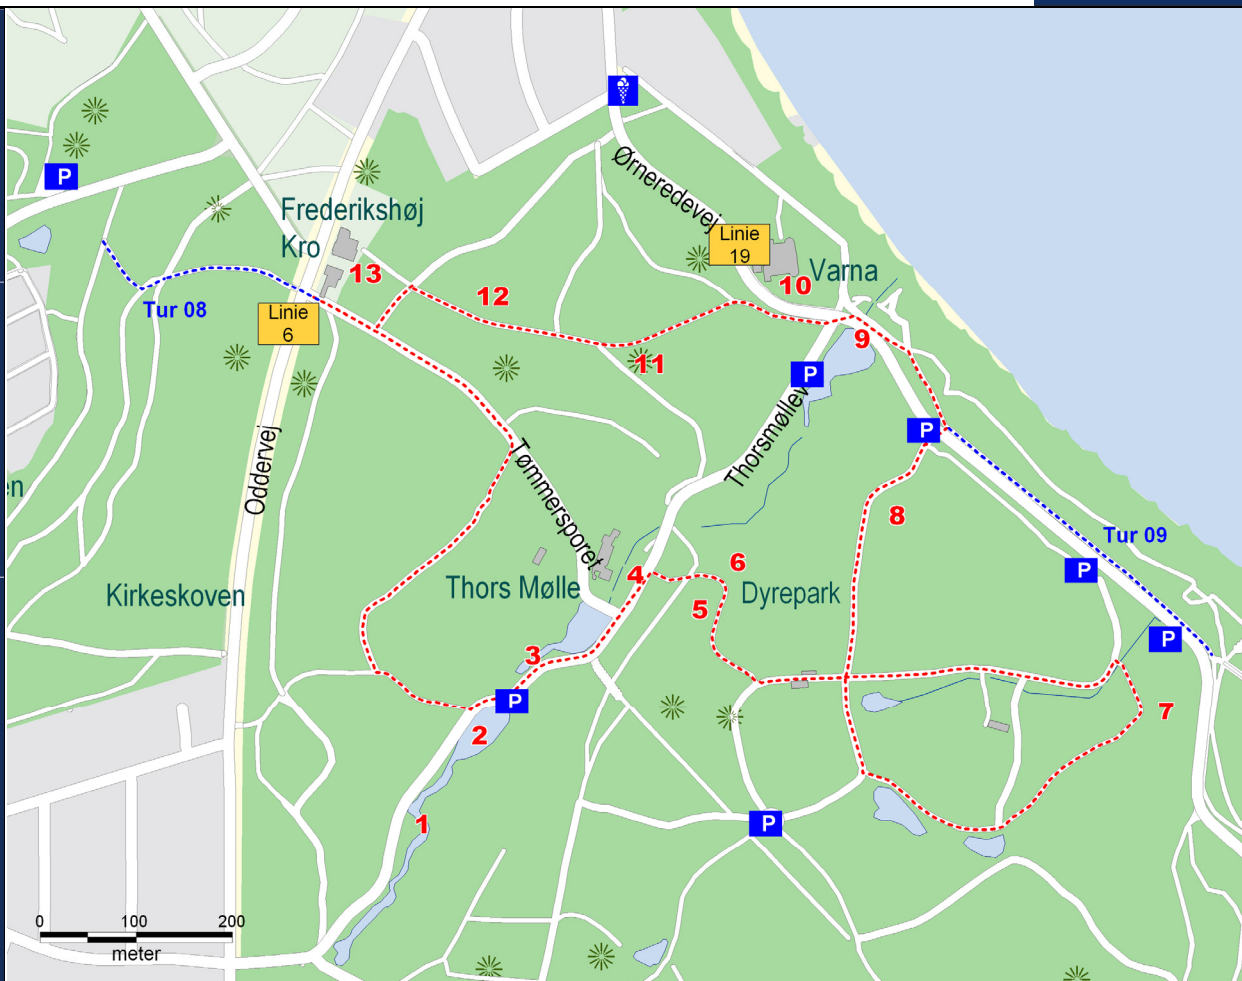 P
Ørneredevej
Frederikshøj
Kro
13
Linie
19
Varna
10
12
Tur 08
Linie
6
9
11
P
P
Thorsmøllev
Oddervej
Tømmersporet
8
Tur 09
en
6
4
P
Kirkeskoven
Thors Mølle
5
Dyrepark
3
P
P
7
2
1
P
0 100 200
meter